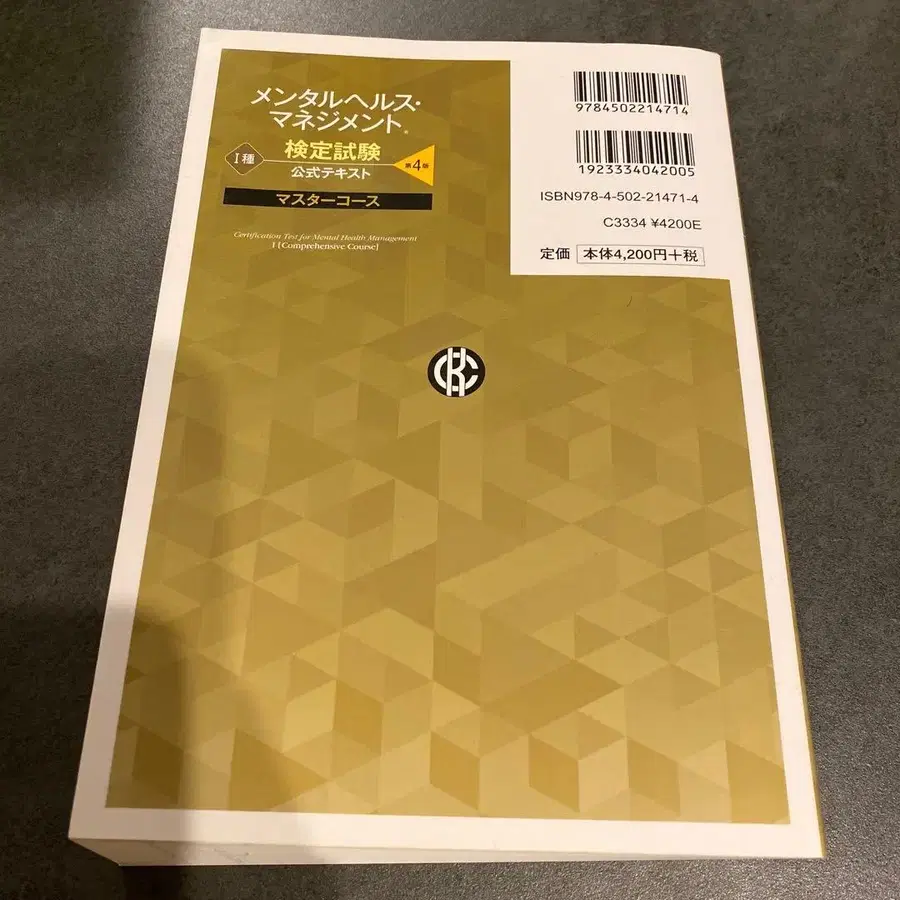 メンタルヘルス・
マネジメント®
検定試験
I種
第4版
公式テキスト
マスターコース
Certification Test for Mental Health Management
I [Comprehensive Course]
9784502214714
1923334042005
ISBN978-4-502-21471-4
C3334 ¥4200E
定価 本体4,200円+税